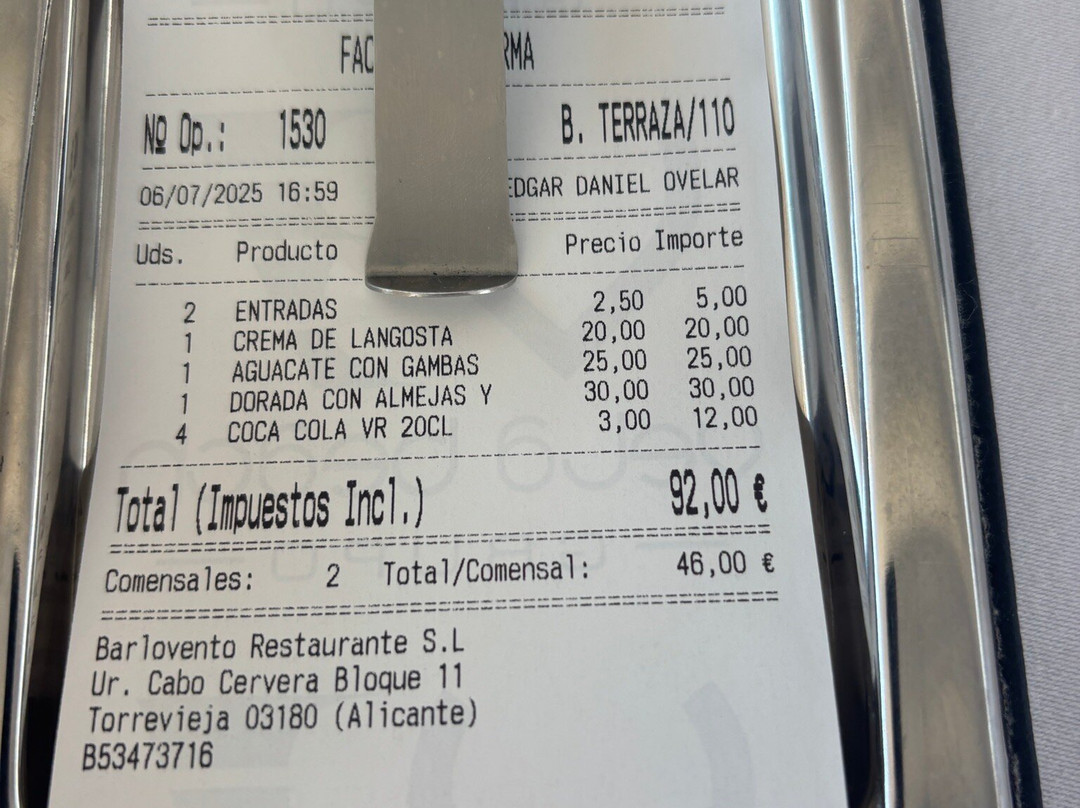 Nº Op.: 1530 B. TERRAZA/110
06/07/2025 16:59 EDGAR DANIEL OVELAR
Uds. Producto Precio Importe
2 ENTRADAS 2,50 5,00
1 CREMA DE LANGOSTA 20,00 20,00
1 AGUACATE CON GAMBAS 25,00 25,00
1 DORADA CON ALMEJAS Y 30,00 30,00
4 COCA COLA VR 20CL 3,00 12,00
Total (Impuestos Incl.) 92,00 €
Comensales: 2 Total/Comensal: 46,00 €
Barlovento Restaurante S.L
Ur. Cabo Cervera Bloque 11
Torrevieja 03180 (Alicante)
B53473716